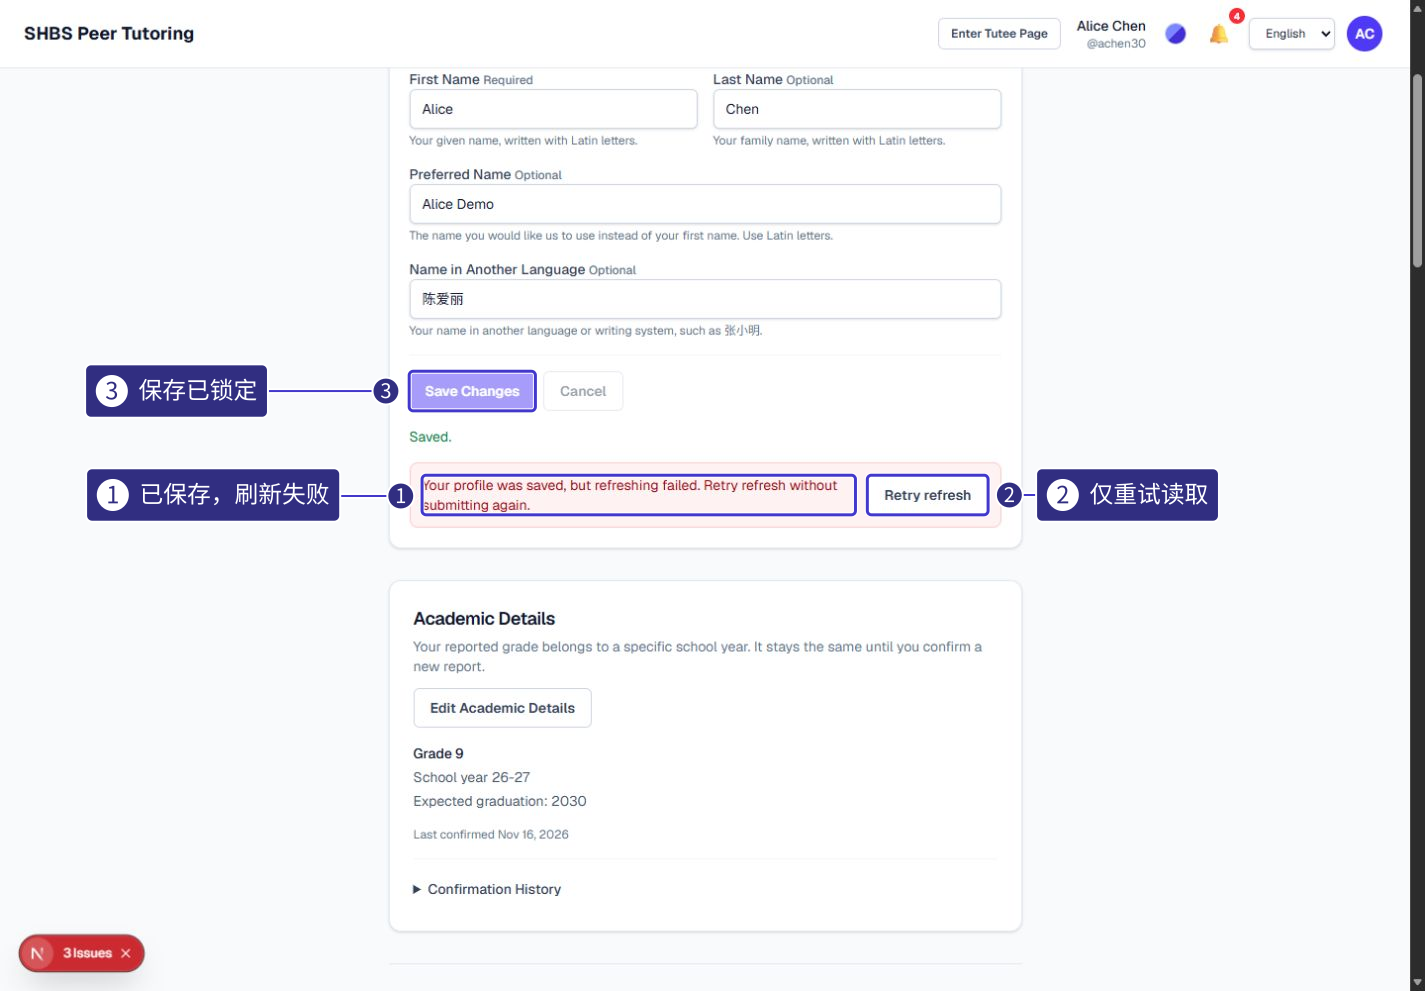 SHBS Peer Tutoring
Enter Tutee Page
Alice Chen
@achen30
4
English
AC
First Name Required
Last Name Optional
Alice
Chen
Your given name, written with Latin letters.
Your family name, written with Latin letters.
Preferred Name Optional
Alice Demo
The name you would like us to use instead of your first name. Use Latin letters.
Name in Another Language Optional
陈爱丽
Your name in another language or writing system, such as 张小明.
3 保存已锁定
3
Save Changes
Cancel
Saved.
1 已保存，刷新失败
1
Your profile was saved, but refreshing failed. Retry refresh without
submitting again.
Retry refresh
2
2 仅重试读取
Academic Details
Your reported grade belongs to a specific school year. It stays the same until you confirm a
new report.
Edit Academic Details
Grade 9
School year 26-27
Expected graduation: 2030
Last confirmed Nov 16, 2026
Confirmation History
N 3 Issues